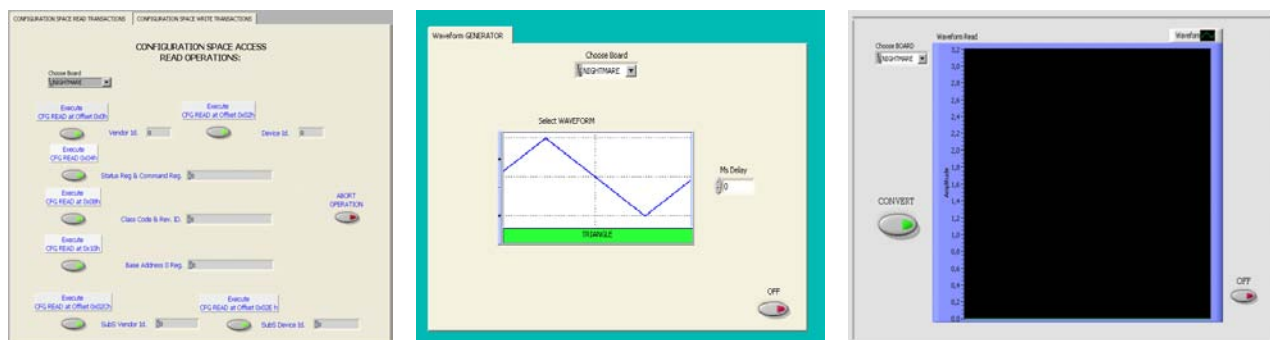 CONFIGURATION SPACE READ TRANSACTIONS
CONFIGURATION SPACE WRITE TRANSACTIONS
CONFIGURATION SPACE ACCESS
READ OPERATIONS:
Choose Board
NIGHTMARE
Execute
CFG READ at Offset 0x0h
Execute
CFG READ at Offset 0x02h
Vendor Id.
Device Id.
Execute
CFG READ 0x04h
Status Reg & Command Reg.
Execute
CFG READ at 0x08h
Class Code & Rev. ID.
ABORT
OPERATION
Execute
CFG READ at 0x10h
Base Address 0 Reg.
Execute
CFG READ at Offset 0x02Ch
Execute
CFG READ at Offset 0x02E h
SubS Vendor Id.
SubS Device Id.
Waveform GENERATOR
Choose Board
NIGHTMARE
Select WAVEFORM
TRIANGLE
Ms Delay
0
OFF
Choose BOARD
NIGHTMARE
Waveform Read
Waveform
3,2
3,0
2,8
2,6
2,4
2,2
2,0
1,8
1,6
1,4
1,2
1,0
0,8
0,6
0,4
0,2
0,0
Amplitude
CONVERT
OFF